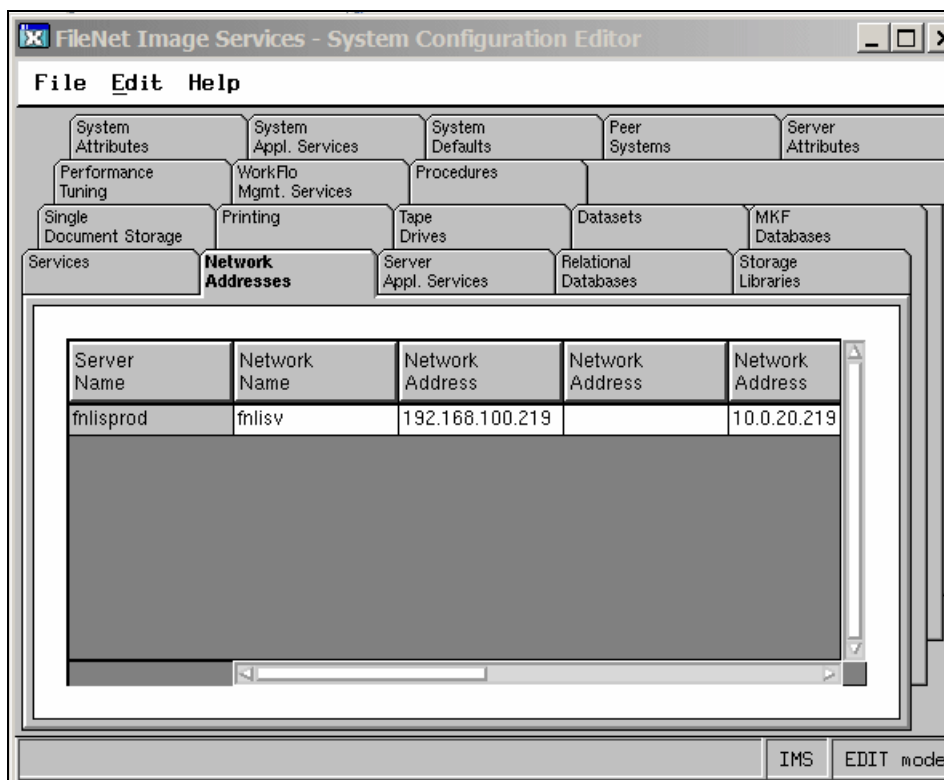 FileNet Image Services - System Configuration Editor
File Edit Help
System Attributes
System Appl. Services
System Defaults
Peer Systems
Server Attributes
Performance Tuning
WorkFlo Mgmt. Services
Procedures
Single Document Storage
Printing
Tape Drives
Datasets
MKF Databases
Services
Network Addresses
Server Appl. Services
Relational Databases
Storage Libraries
Server Name
Network Name
Network Address
Network Address
Network Address
fnlisprod fnlisv 192.168.100.219 10.0.20.219
IMS EDIT mode